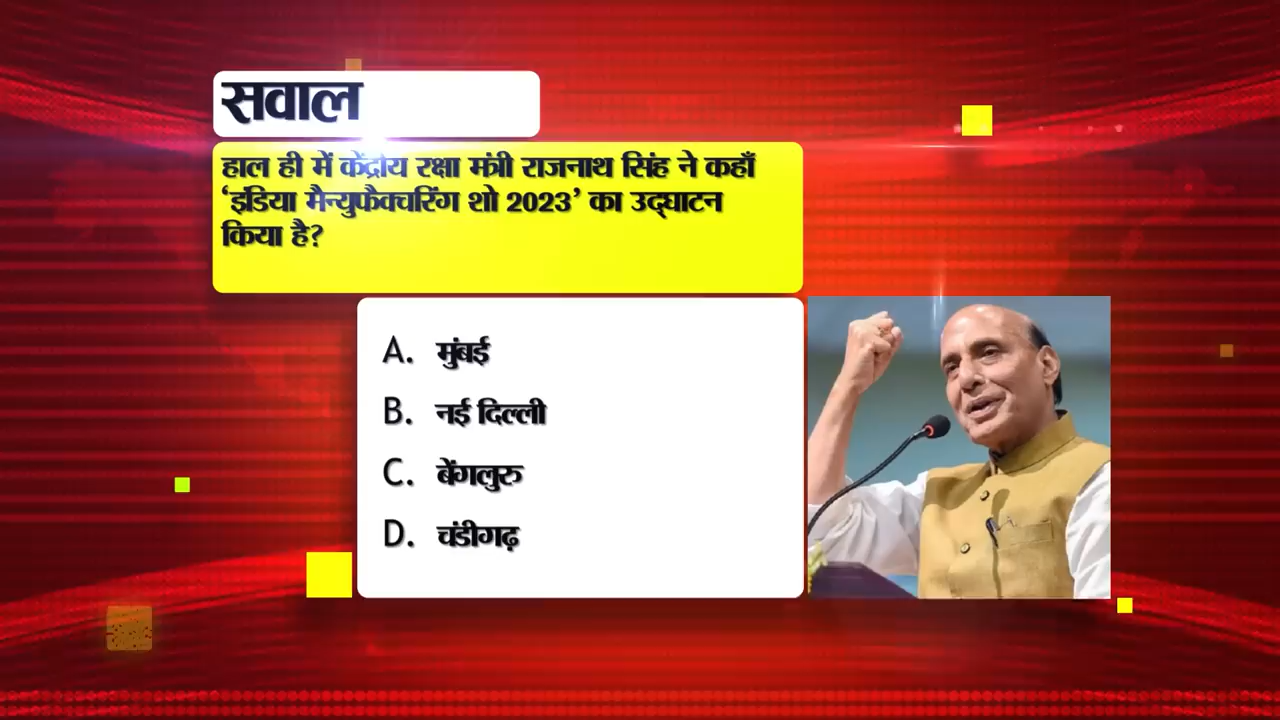 सवाल
हाल ही में केंद्रीय रक्षा मंत्री राजनाथ सिंह ने कहाँ
‘इंडिया मैन्युफैक्चरिंग शो 2023’ का उद्घाटन
किया है?
A. मुंबई
B. नई दिल्ली
C. बेंगलुरु
D. चंडीगढ़